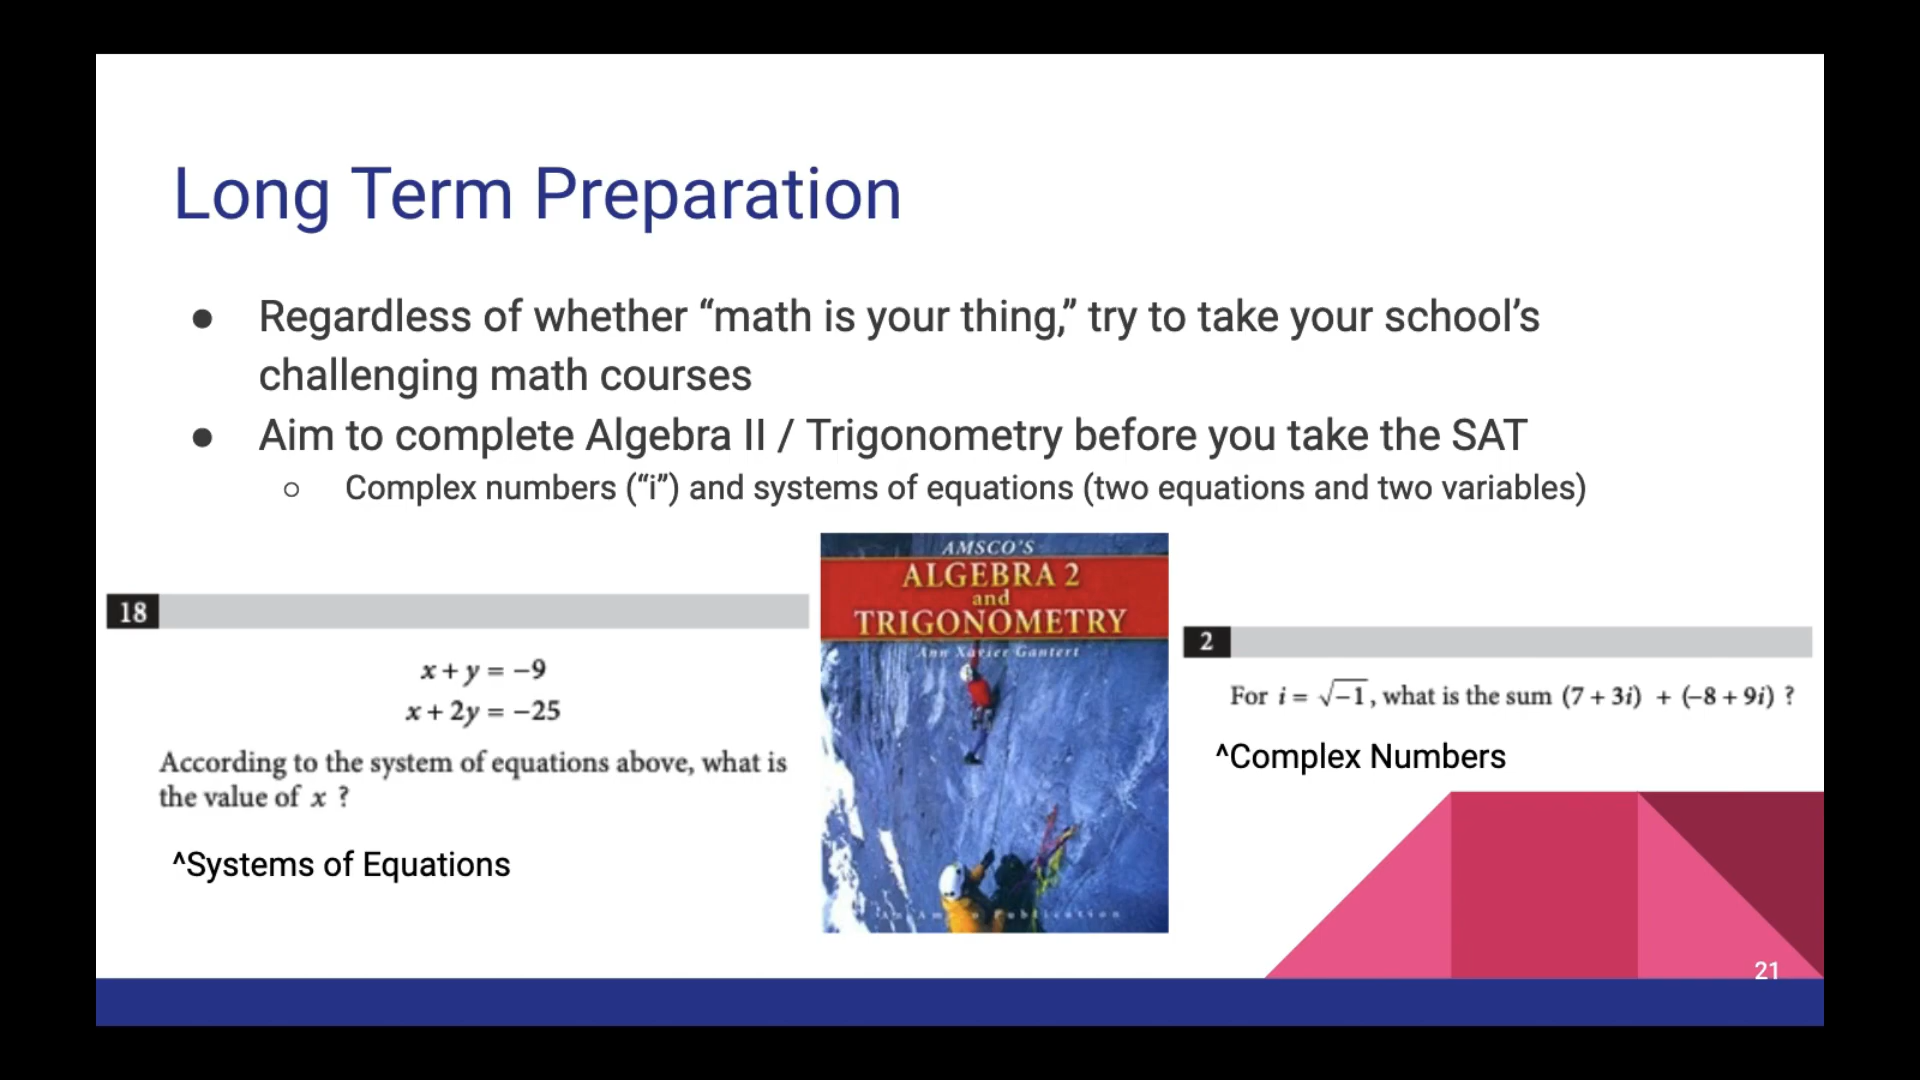 Long Term Preparation
● Regardless of whether “math is your thing,” try to take your school’s
challenging math courses
● Aim to complete Algebra II / Trigonometry before you take the SAT
○ Complex numbers (“i”) and systems of equations (two equations and two variables)
18
x + y = −9
x + 2y = −25
According to the system of equations above, what is
the value of x ?
^Systems of Equations
AMSCO'S
ALGEBRA 2
and
TRIGONOMETRY
Ann Xavier Gantert
An Amsco Publication
2
For i = √−1, what is the sum (7 + 3i) + (−8 + 9i) ?
^Complex Numbers
21